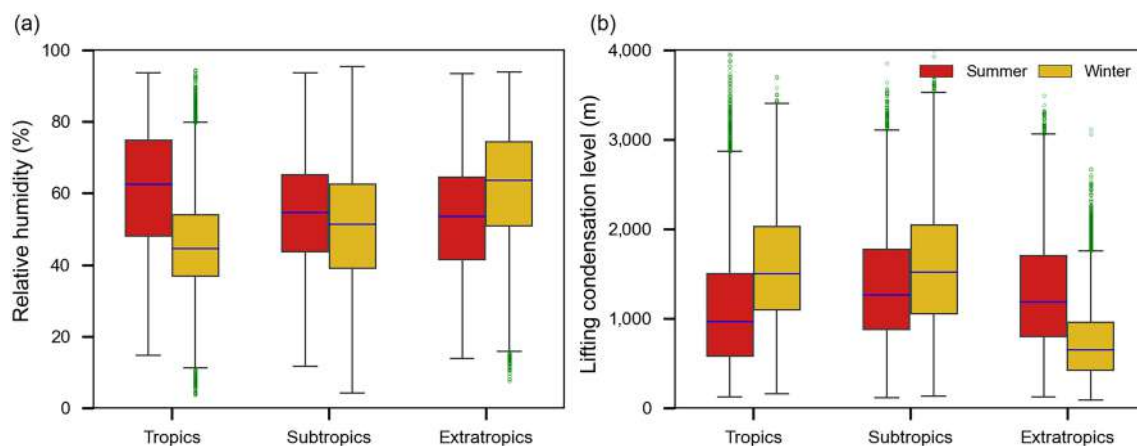 (a)
100
80
60
40
20
0
Relative humidity (%)
Tropics Subtropics Extratropics
(b)
4,000
3,000
2,000
1,000
0
Lifting condensation level (m)
Summer Winter
Tropics Subtropics Extratropics